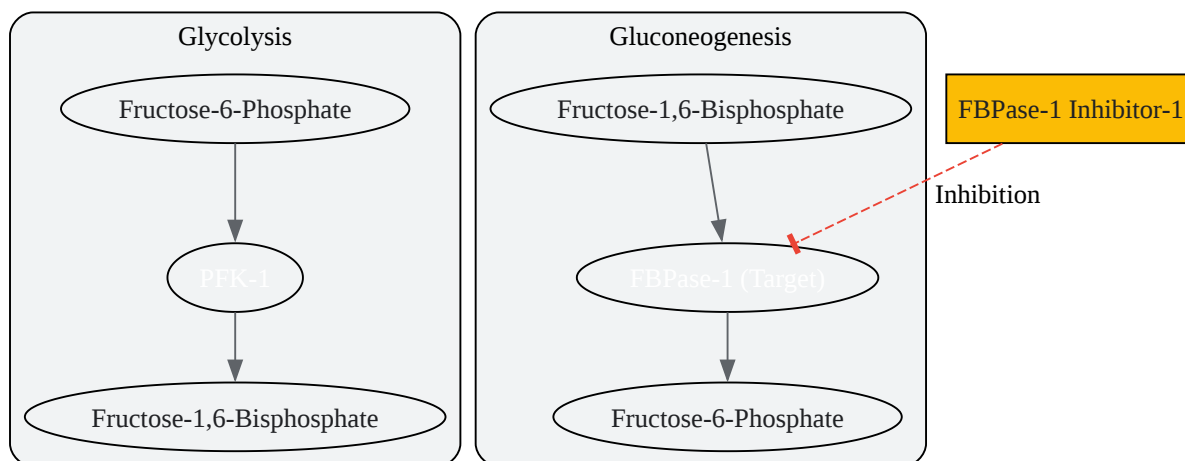 Glycolysis
Gluconeogenesis
Fructose-6-Phosphate
Fructose-1,6-Bisphosphate
FBPase-1 Inhibitor-1
Inhibition
PFK-1
FBPase-1 (Target)
Fructose-1,6-Bisphosphate
Fructose-6-Phosphate